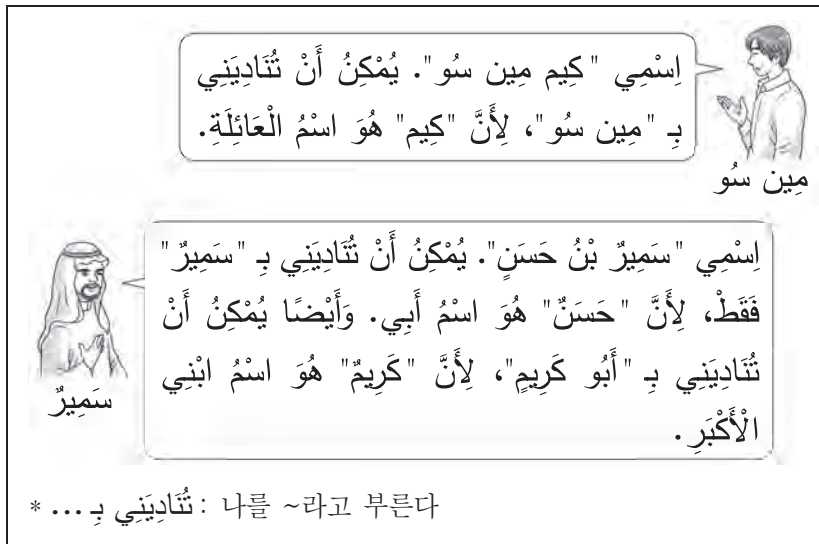 اِسْمِي "كِيم مِين سُو". يُمْكِنُ أَنْ تُنَادِيَنِي
بِـ "مِين سُو"، لِأَنَّ "كِيم" هُوَ اسْمُ الْعَائِلَةِ.
مِين سُو
اِسْمِي "سَمِيرٌ بْنُ حَسَنٍ". يُمْكِنُ أَنْ تُنَادِيَنِي بِـ "سَمِيرٌ"
فَقَطْ، لِأَنَّ "حَسَنٌ" هُوَ اسْمُ أَبِي. وَأَيْضًا يُمْكِنُ أَنْ
تُنَادِيَنِي بِـ "أَبُو كَرِيمٍ"، لِأَنَّ "كَرِيمٌ" هُوَ اسْمُ ابْنِي
الْأَكْبَرِ.
سَمِيرٌ
* تُنَادِيَنِي بِـ ... : 나를 ~라고 부른다